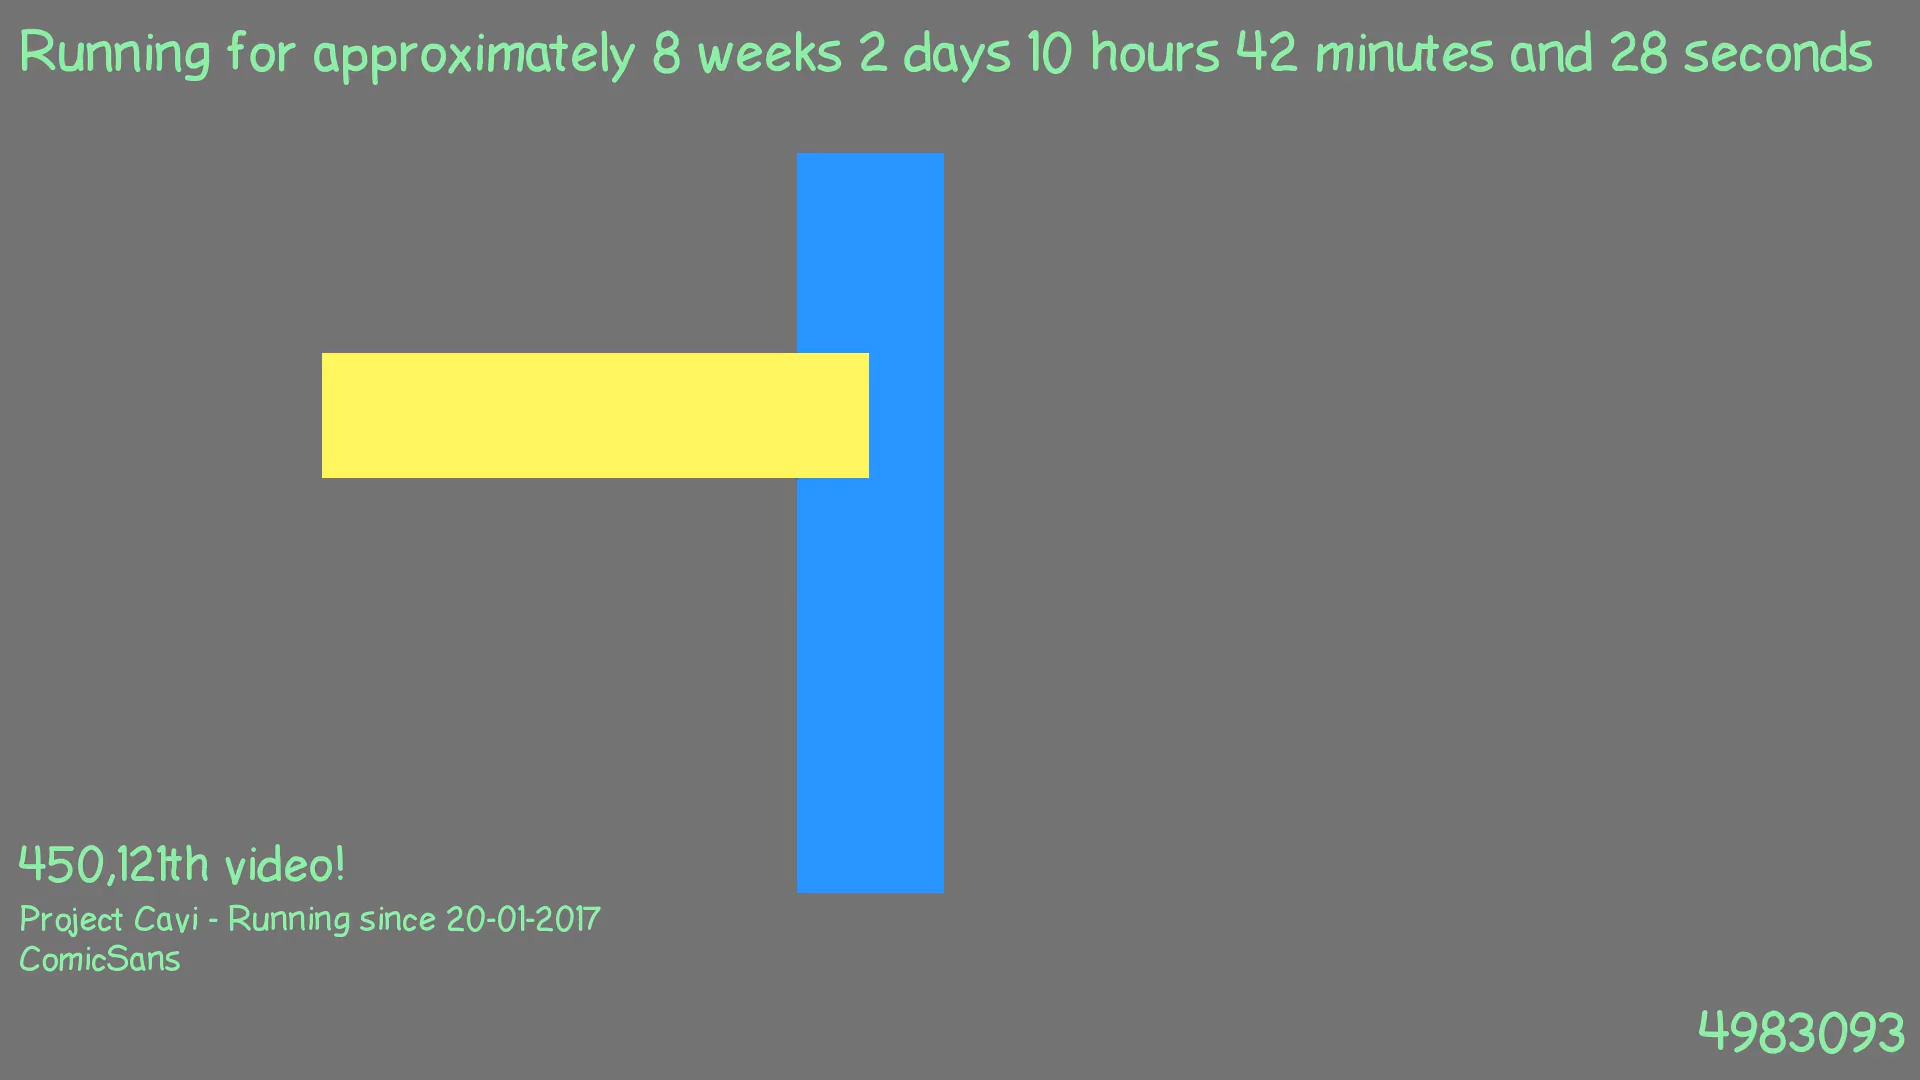 Running for approximately 8 weeks 2 days 10 hours 42 minutes and 28 seconds
450,121th video!
Project Cavi - Running since 20-01-2017
ComicSans
4983093